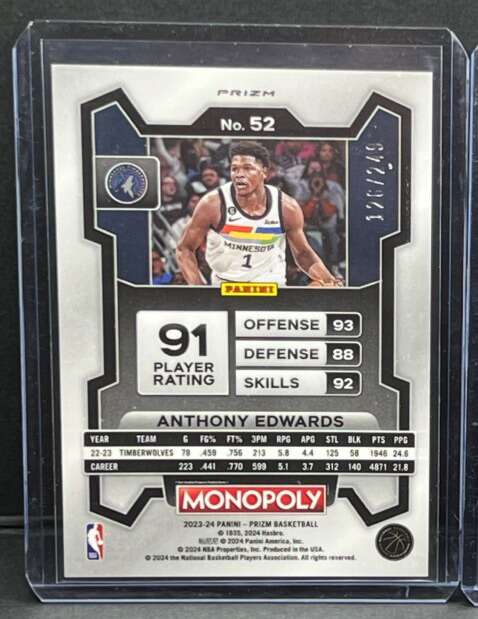 PRIZM
No. 52
126/249
MINNESOTA
1
PANINI
91
PLAYER
RATING
OFFENSE 93
DEFENSE 88
SKILLS 92
ANTHONY EDWARDS
YEAR TEAM G FG% FT% 3PM RPG APG STL BLK PTS PPG
22-23 TIMBERWOLVES 79 .459 .756 213 5.8 4.4 125 58 1946 24.6
CAREER 223 .441 .770 599 5.1 3.7 312 140 4871 21.8
MONOPOLY
2023-24 PANINI – PRIZM BASKETBALL
© 1935, 2024 Hasbro.
© 2024 Panini America, Inc.
© 2024 NBA Properties, Inc. Produced in the USA.
© 2024 the National Basketball Players Association. All rights reserved.
NBA